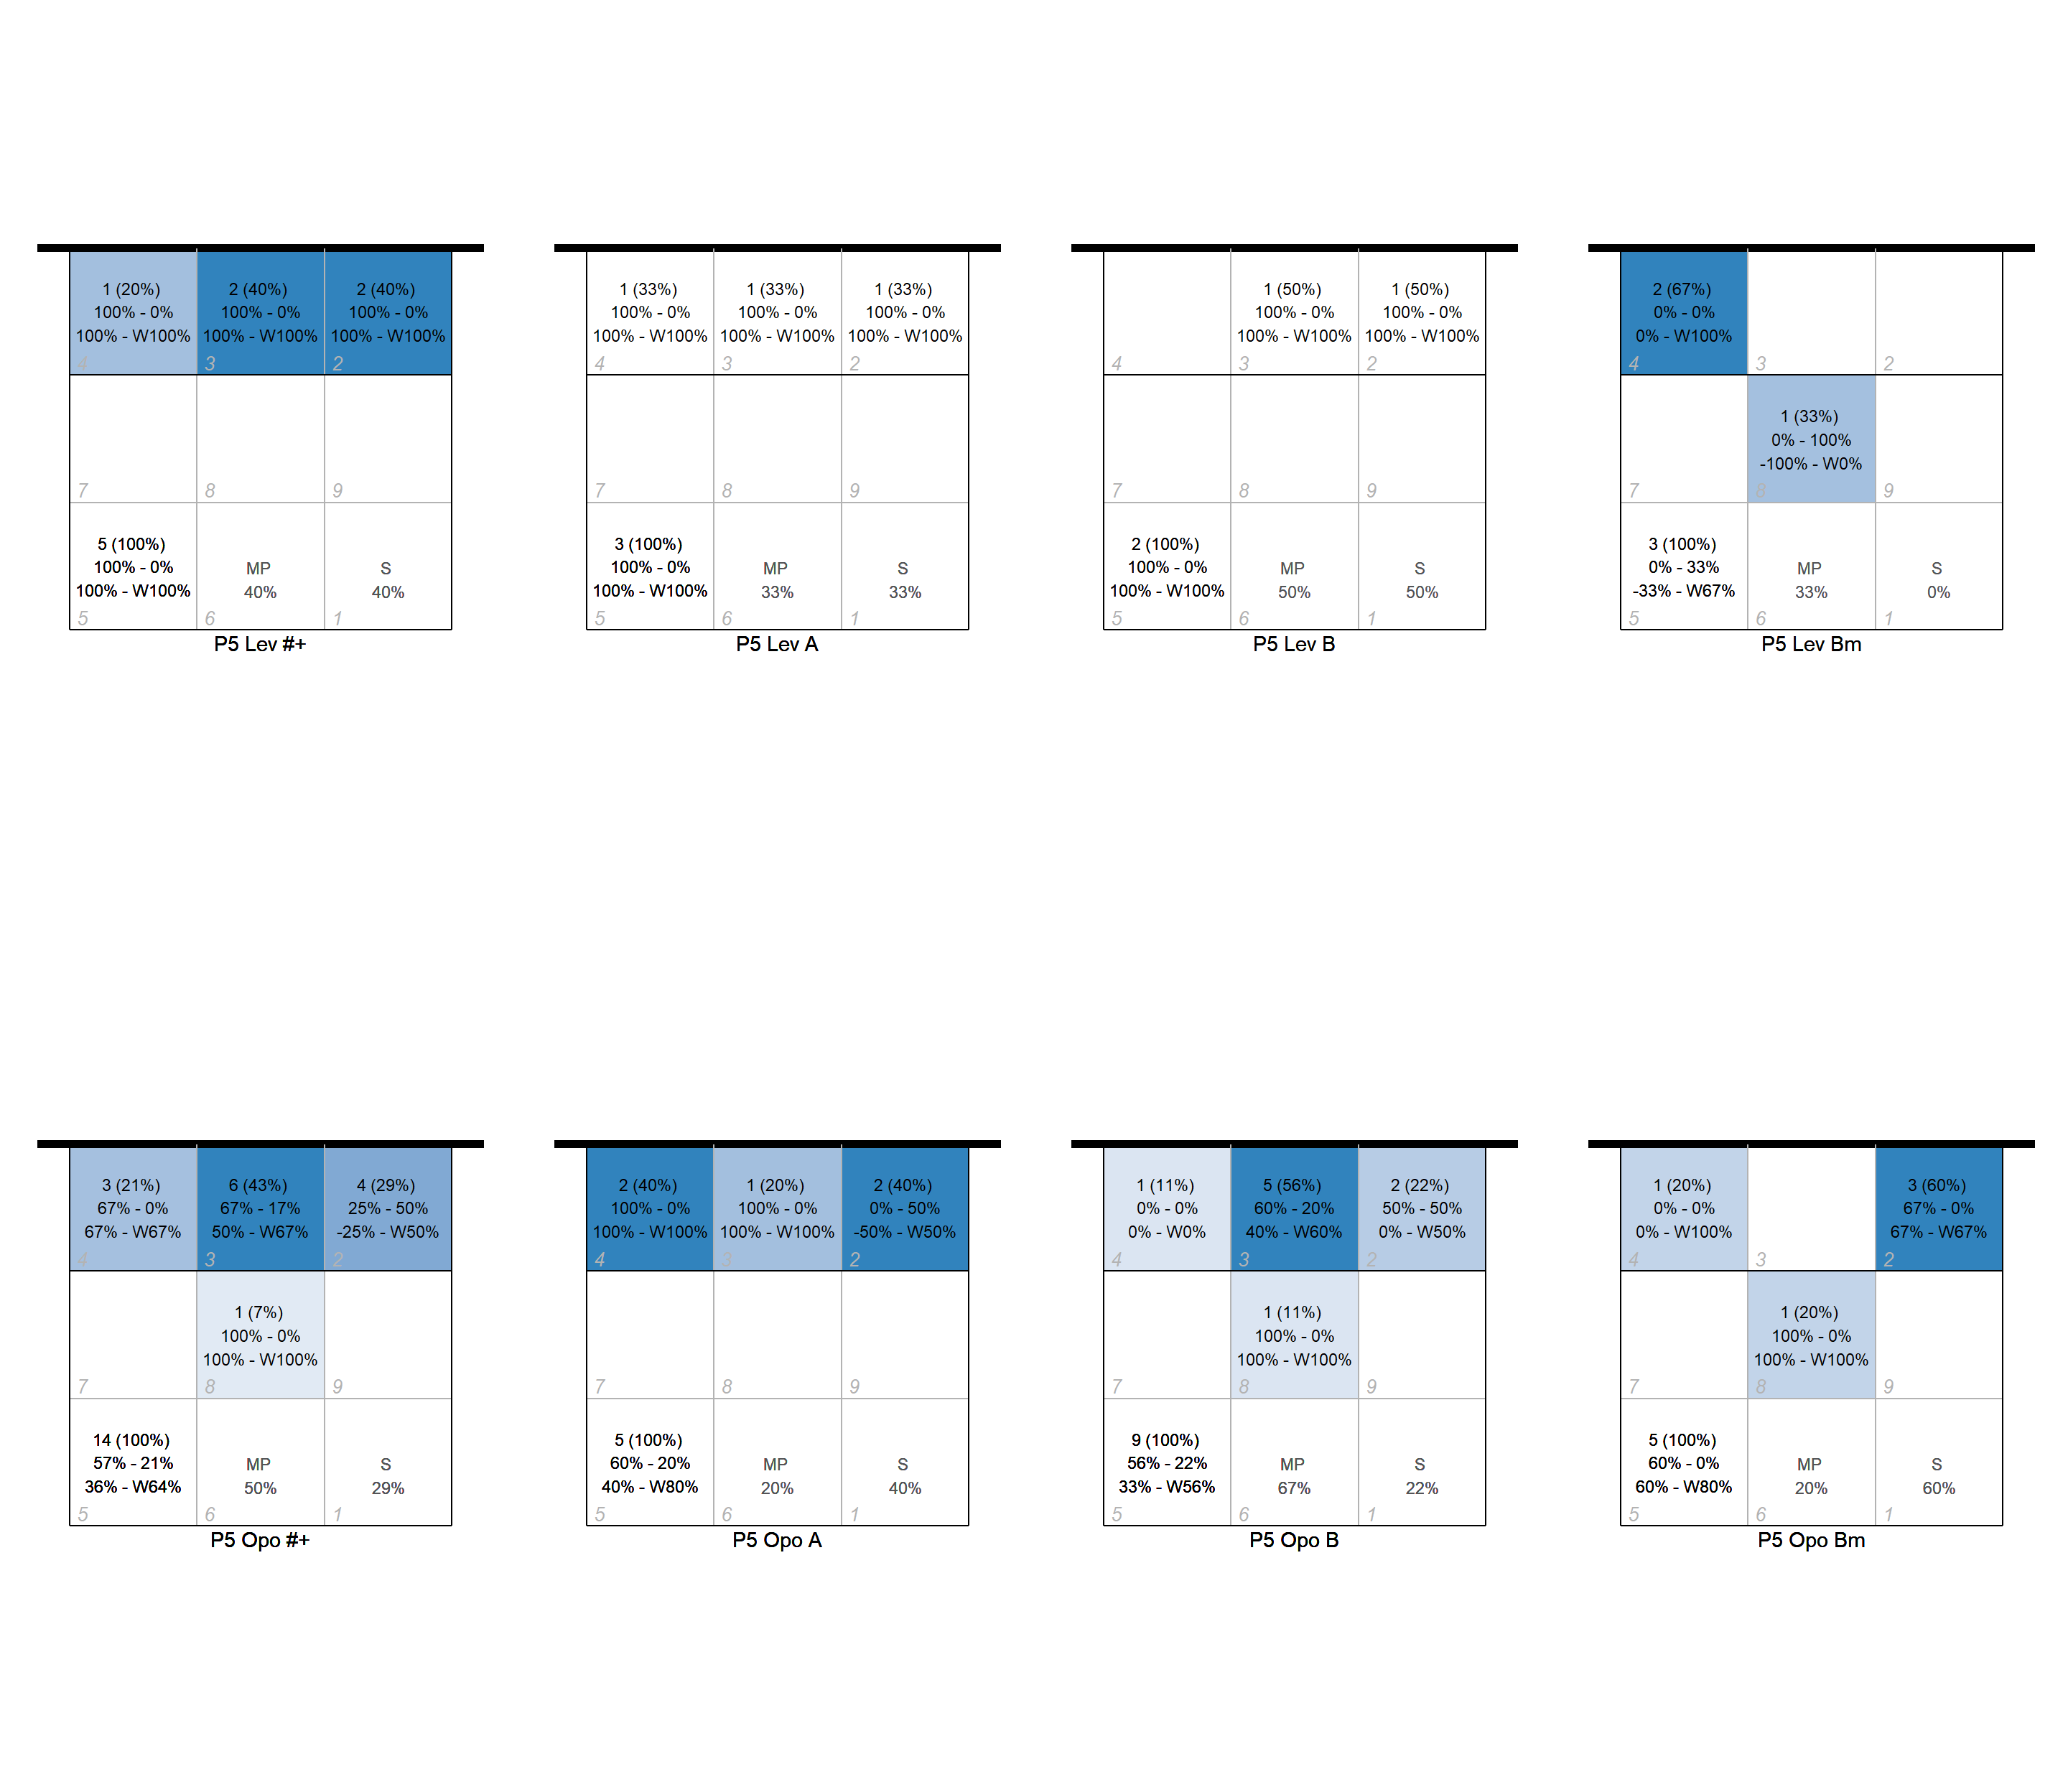 1 (20%)
100% - 0%
100% - W100%
4
2 (40%)
100% - 0%
100% - W100%
3
2 (40%)
100% - 0%
100% - W100%
2
7
8
9
5 (100%)
100% - 0%
100% - W100%
5
MP
40%
6
S
40%
1
P5 Lev #+
1 (33%)
100% - 0%
100% - W100%
4
1 (33%)
100% - 0%
100% - W100%
3
1 (33%)
100% - 0%
100% - W100%
2
7
8
9
3 (100%)
100% - 0%
100% - W100%
5
MP
33%
6
S
33%
1
P5 Lev A
4
1 (50%)
100% - 0%
100% - W100%
3
1 (50%)
100% - 0%
100% - W100%
2
7
8
9
2 (100%)
100% - 0%
100% - W100%
5
MP
50%
6
S
50%
1
P5 Lev B
2 (67%)
0% - 0%
0% - W100%
4
3
2
7
1 (33%)
0% - 100%
-100% - W0%
8
9
3 (100%)
0% - 33%
-33% - W67%
5
MP
33%
6
S
0%
1
P5 Lev Bm
3 (21%)
67% - 0%
67% - W67%
4
6 (43%)
67% - 17%
50% - W67%
3
4 (29%)
25% - 50%
-25% - W50%
2
7
1 (7%)
100% - 0%
100% - W100%
8
9
14 (100%)
57% - 21%
36% - W64%
5
MP
50%
6
S
29%
1
P5 Opo #+
2 (40%)
100% - 0%
100% - W100%
4
1 (20%)
100% - 0%
100% - W100%
3
2 (40%)
0% - 50%
-50% - W50%
2
7
8
9
5 (100%)
60% - 20%
40% - W80%
5
MP
20%
6
S
40%
1
P5 Opo A
1 (11%)
0% - 0%
0% - W0%
4
5 (56%)
60% - 20%
40% - W60%
3
2 (22%)
50% - 50%
0% - W50%
2
7
1 (11%)
100% - 0%
100% - W100%
8
9
9 (100%)
56% - 22%
33% - W56%
5
MP
67%
6
S
22%
1
P5 Opo B
1 (20%)
0% - 0%
0% - W100%
4
3
3 (60%)
67% - 0%
67% - W67%
2
7
1 (20%)
100% - 0%
100% - W100%
8
9
5 (100%)
60% - 0%
60% - W80%
5
MP
20%
6
S
60%
1
P5 Opo Bm